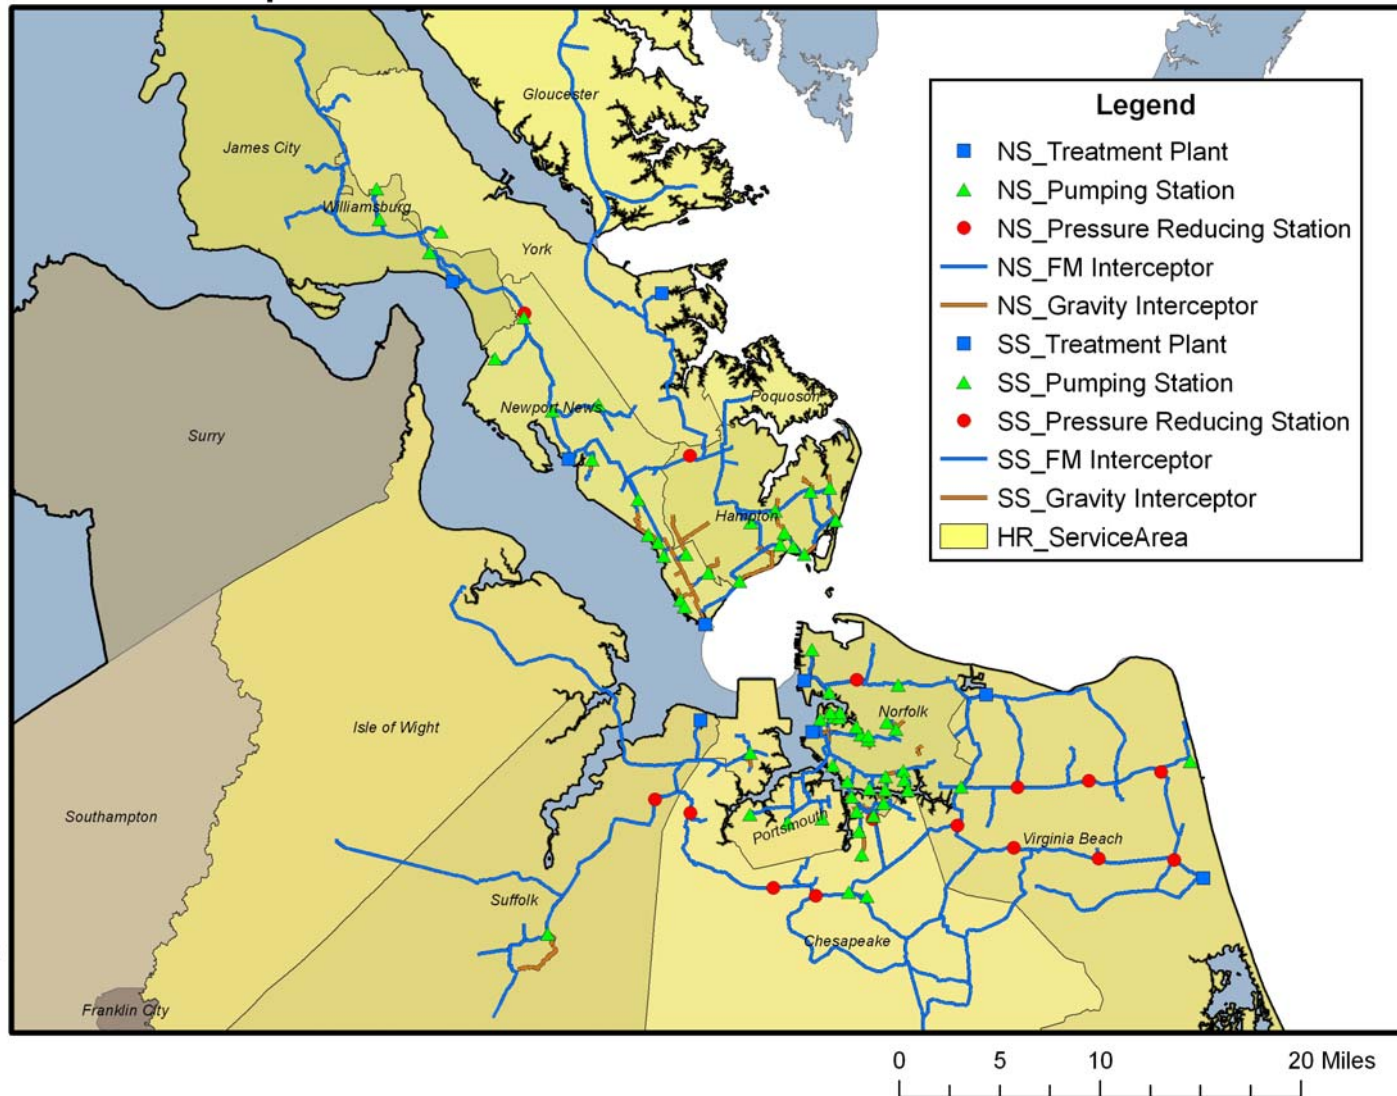 Gloucester
James City
Williamsburg
York
Poquoson
Newport News
Surry
Hampton
Norfolk
Isle of Wight
Southampton
Portsmouth
Virginia Beach
Suffolk
Chesapeake
Franklin City
Legend
NS_Treatment Plant
NS_Pumping Station
NS_Pressure Reducing Station
NS_FM Interceptor
NS_Gravity Interceptor
SS_Treatment Plant
SS_Pumping Station
SS_Pressure Reducing Station
SS_FM Interceptor
SS_Gravity Interceptor
HR_ServiceArea
0 5 10 20 Miles